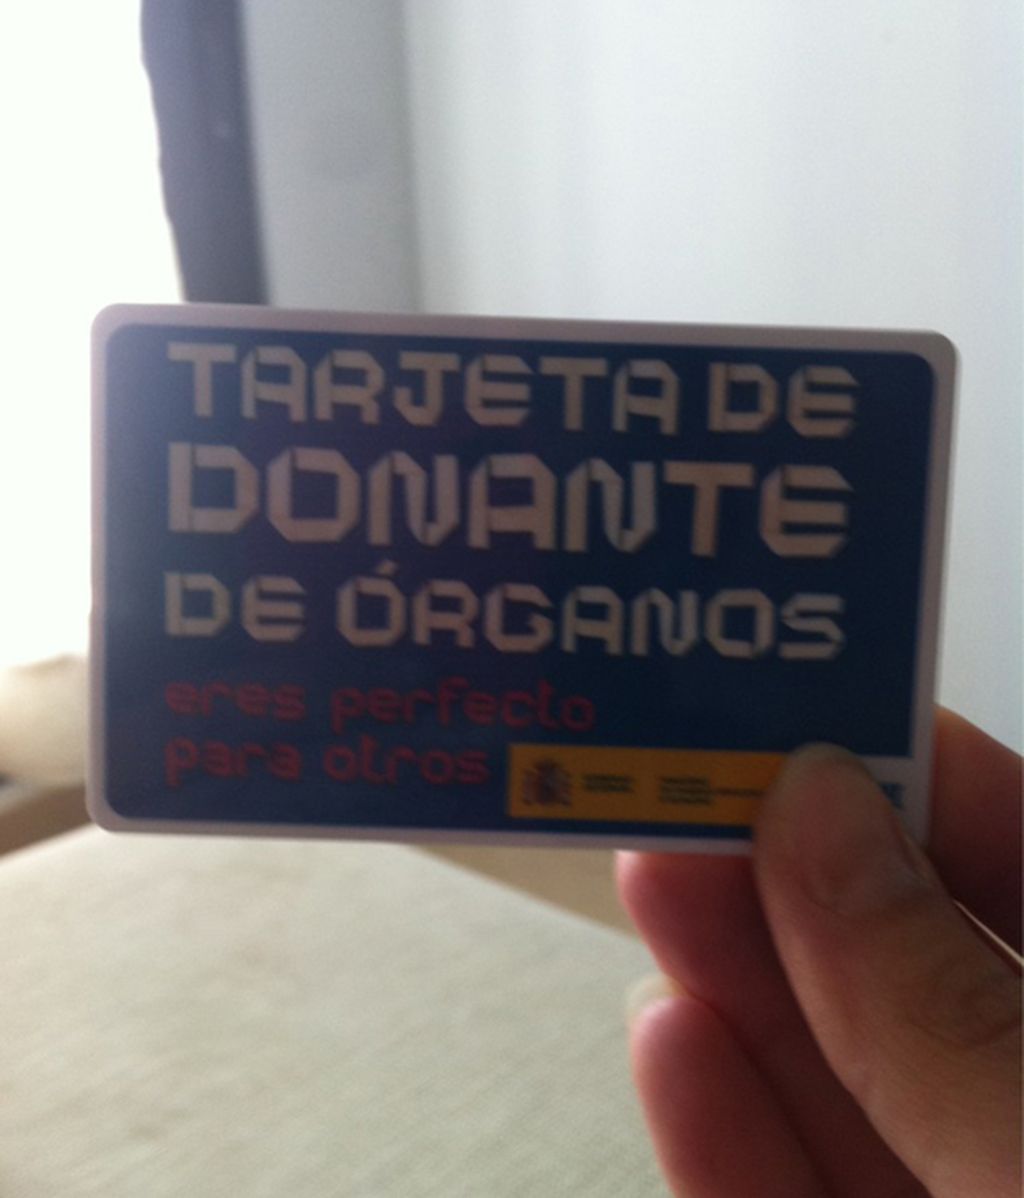 TARJETA DE
DONANTE
DE ÓRGANOS
eres perfecto
para otros